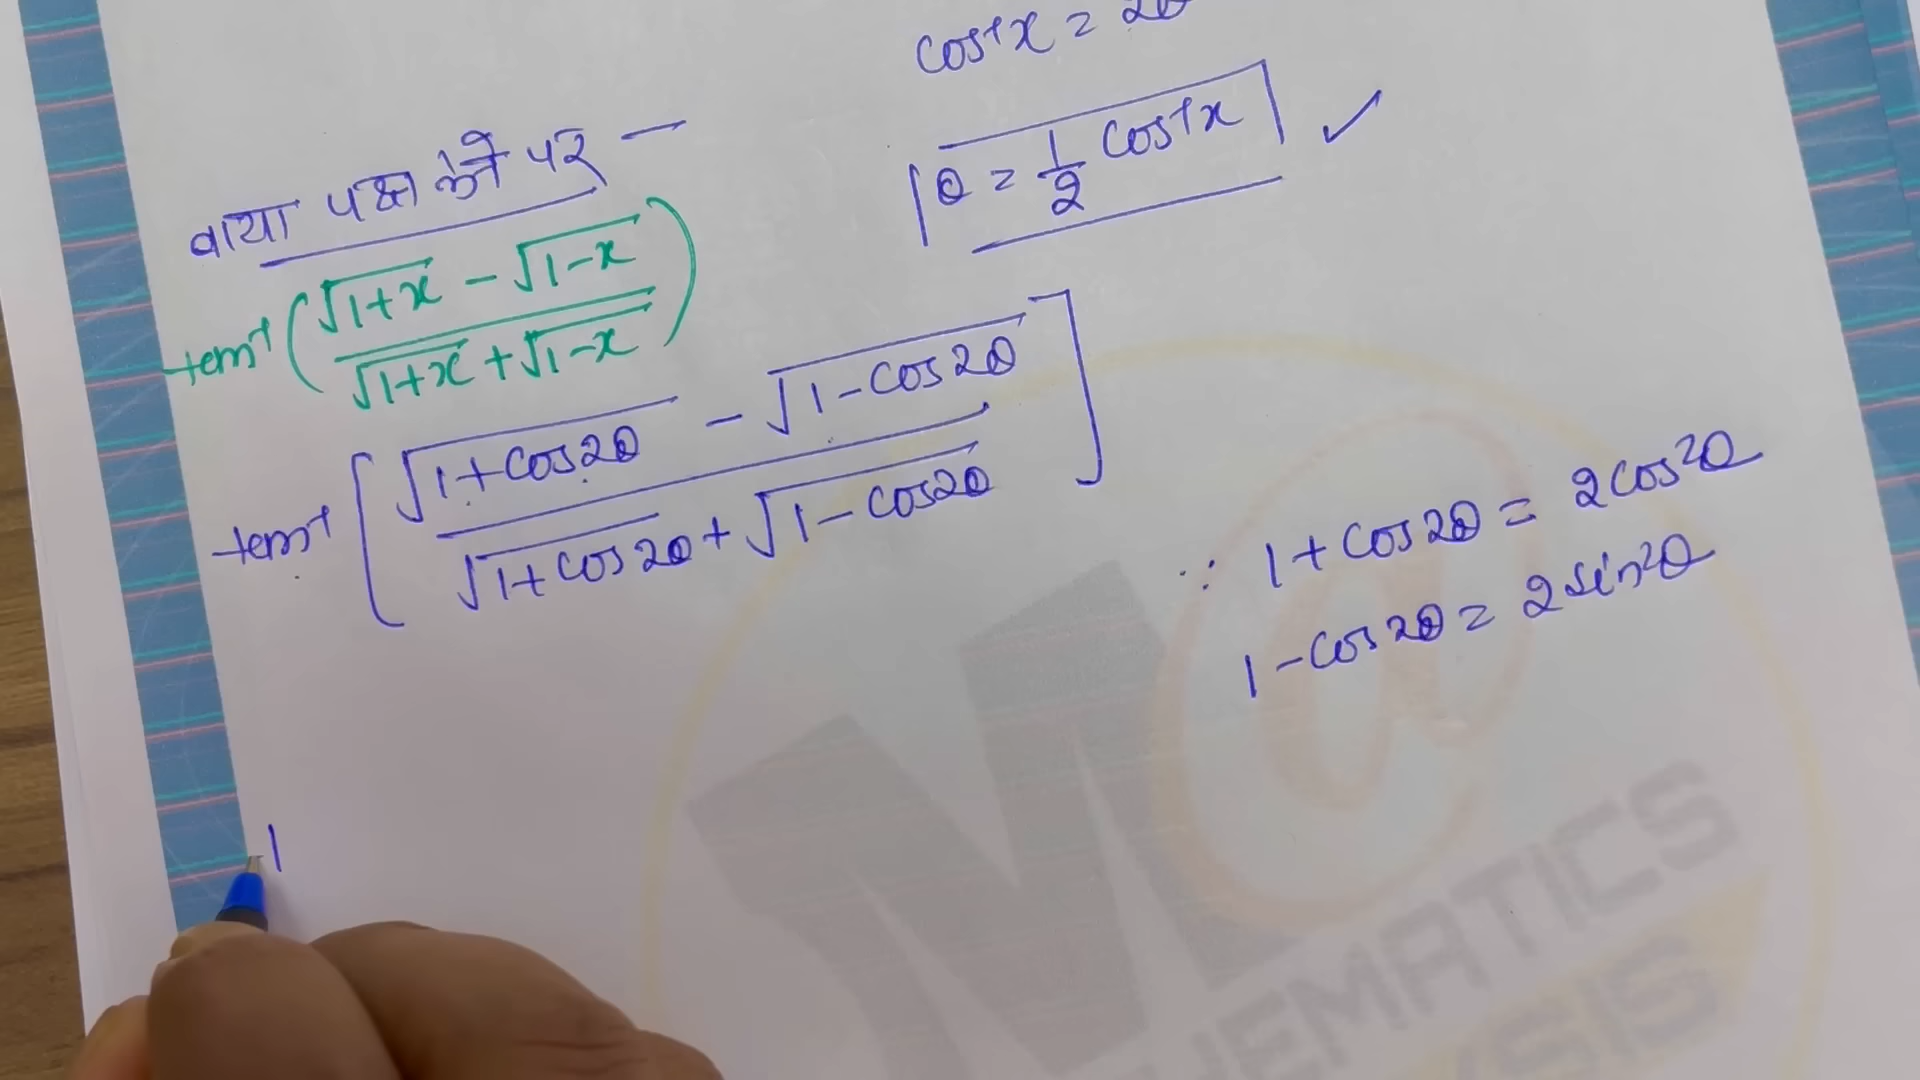 cos⁻¹x = 2θ
θ = 1/2 cos⁻¹x ✓
वाया पक्ष लेने पर —
tan⁻¹ ( (√(1+x) - √(1-x)) / (√(1+x) + √(1-x)) )
tan⁻¹ [ (√(1+cos2θ) - √(1-cos2θ)) / (√(1+cos2θ) + √(1-cos2θ)) ]
∵ 1+cos2θ = 2cos²θ
1-cos2θ = 2sin²θ